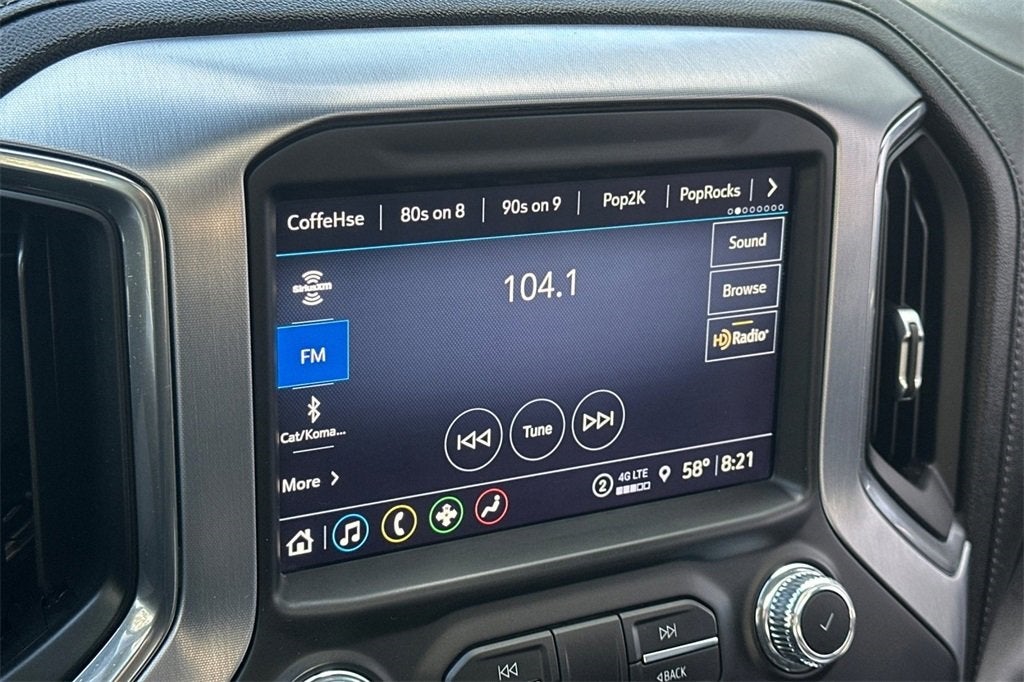 CoffeHse | 80s on 8 | 90s on 9 | Pop2K | PopRocks
SiriusXM
104.1
Sound
Browse
HD Radio
FM
Cat/Koma...
Tune
More
2 4G LTE 58° | 8:21
BACK